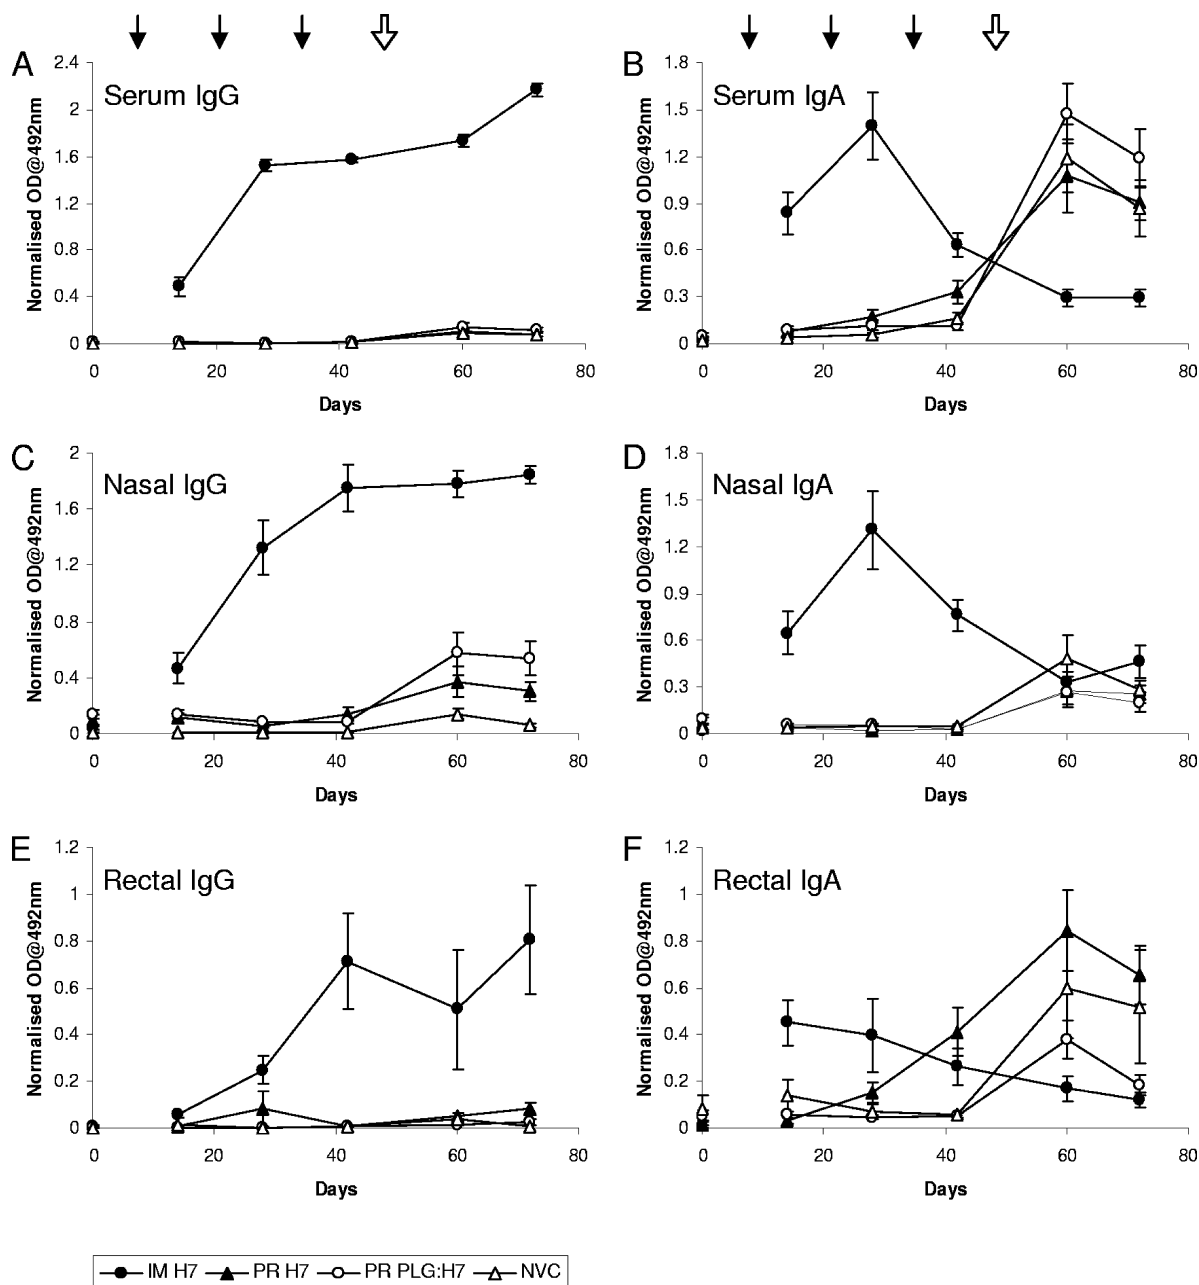 A
Serum IgG
Normalised OD@492nm
2.4
2
1.6
1.2
0.8
0.4
0
0 20 40 60 80
Days
B
Serum IgA
Normalised OD@492nm
1.8
1.5
1.2
0.9
0.6
0.3
0
0 20 40 60 80
Days
C
Nasal IgG
Normalised OD@492nm
2
1.6
1.2
0.8
0.4
0
0 20 40 60 80
Days
D
Nasal IgA
Normalised OD@492nm
1.8
1.5
1.2
0.9
0.6
0.3
0
0 20 40 60 80
Days
E
Rectal IgG
Normalised OD@492nm
1.2
1
0.8
0.6
0.4
0.2
0
0 20 40 60 80
Days
F
Rectal IgA
Normalised OD@492nm
1.2
1
0.8
0.6
0.4
0.2
0
0 20 40 60 80
Days
IM H7 PR H7 PR PLG:H7 NVC